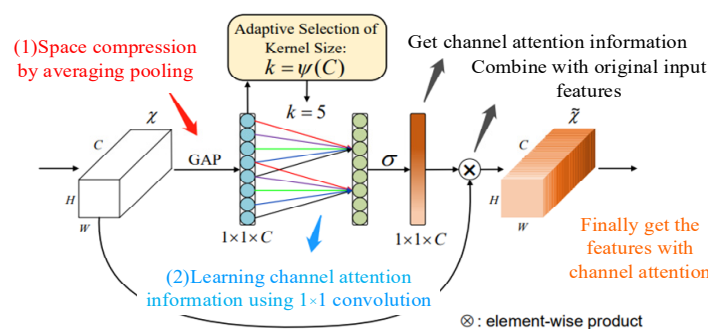 (1)Space compression
by averaging pooling
Adaptive Selection of
Kernel Size:
k = ψ(C)
Get channel attention information
Combine with original input
features
k = 5
χ
C
H
W
GAP
1×1×C
σ
1×1×C
χ̃
C
H
W
(2)Learning channel attention
information using 1×1 convolution
Finally get the
features with
channel attention
⊗: element-wise product